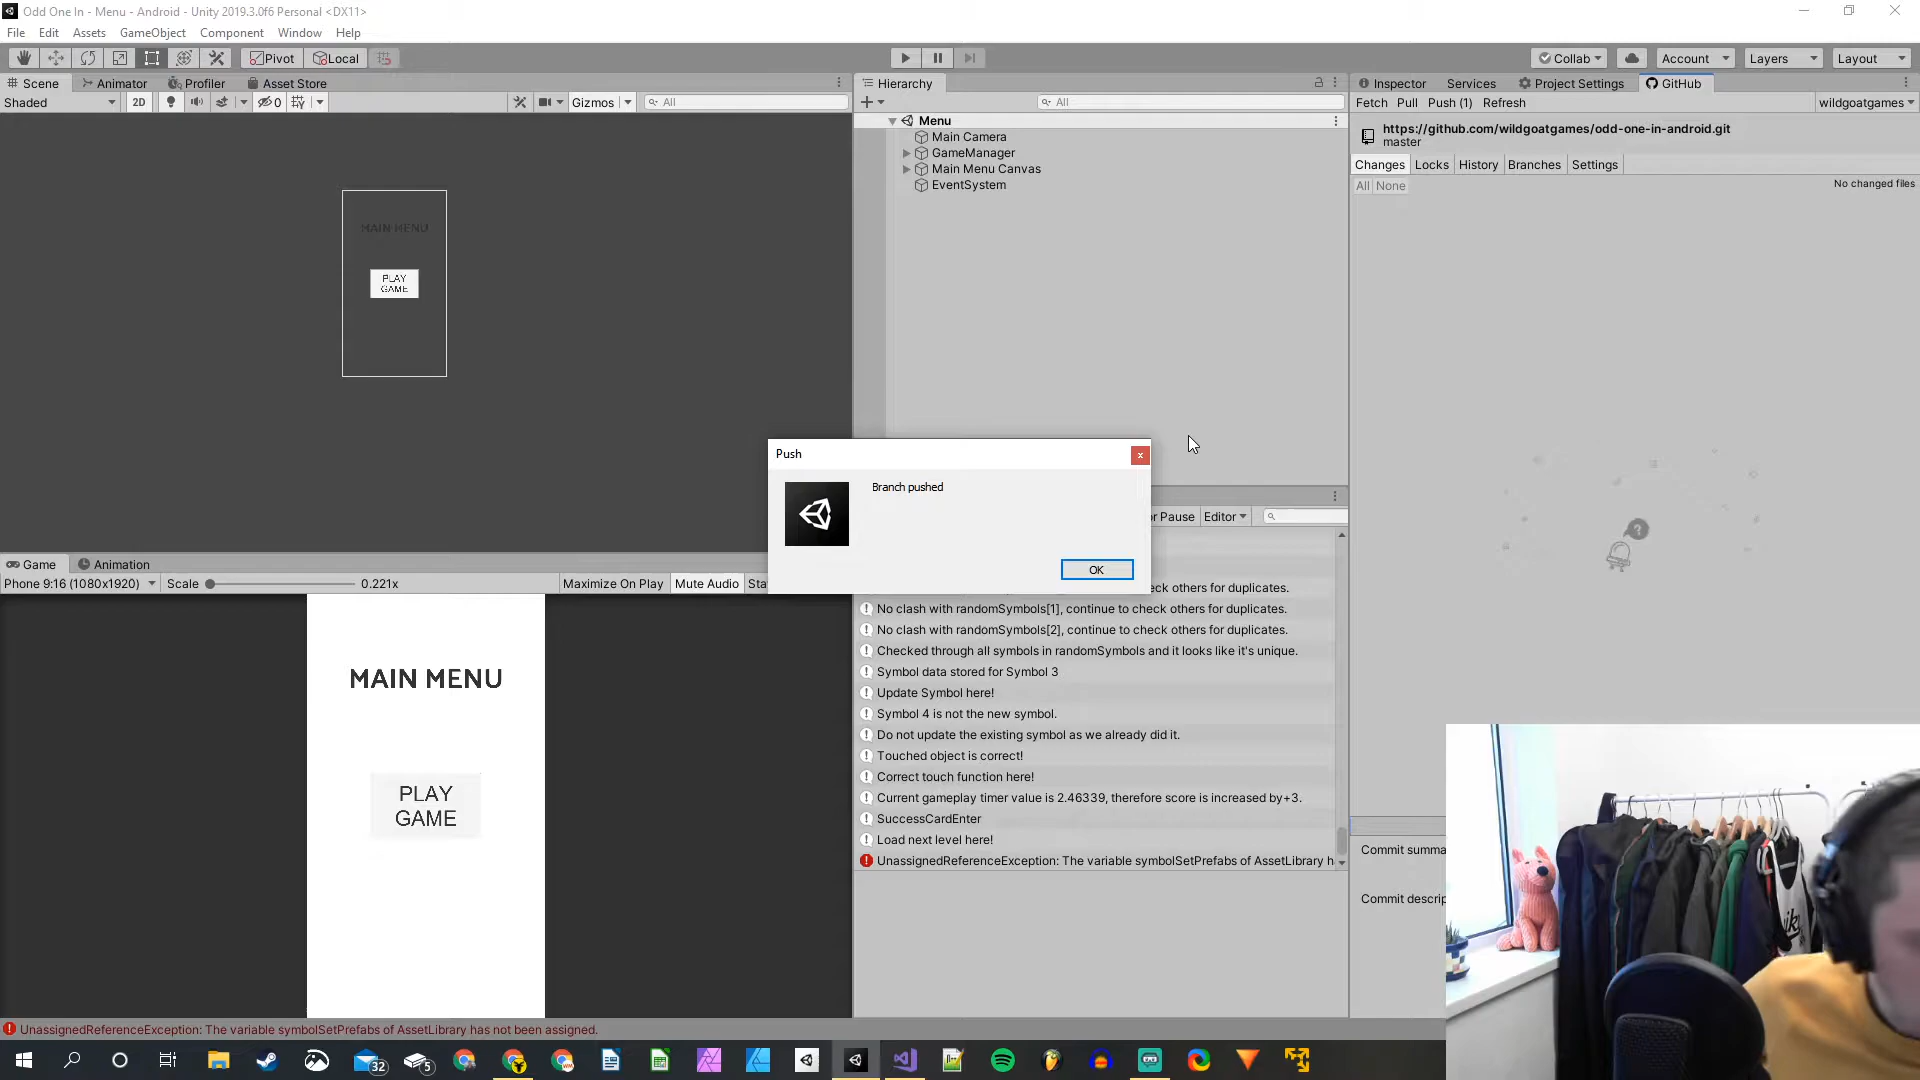 Odd One In - Menu - Android - Unity 2019.3.0f6 Personal <DX11>
File Edit Assets GameObject Component Window Help
Pivot Local Collab Account Layers Layout
Scene Animator Profiler Asset Store
Shaded 2D 0 Gizmos All
MAIN MENU
PLAY
GAME
Hierarchy
All
Menu
Main Camera
GameManager
Main Menu Canvas
EventSystem
Inspector Services Project Settings GitHub
Fetch Pull Push (1) Refresh wildgoatgames
https://github.com/wildgoatgames/odd-one-in-android.git
master
Changes Locks History Branches Settings
All None No changed files
Push x
Branch pushed
OK
or Pause Editor
Game Animation
Phone 9:16 (1080x1920) Scale 0.221x Maximize On Play Mute Audio Sta
MAIN MENU
PLAY
GAME
eck others for duplicates.
No clash with randomSymbols[1], continue to check others for duplicates.
No clash with randomSymbols[2], continue to check others for duplicates.
Checked through all symbols in randomSymbols and it looks like it's unique.
Symbol data stored for Symbol 3
Update Symbol here!
Symbol 4 is not the new symbol.
Do not update the existing symbol as we already did it.
Touched object is correct!
Correct touch function here!
Current gameplay timer value is 2.46339, therefore score is increased by+3.
SuccessCardEnter
Load next level here!
UnassignedReferenceException: The variable symbolSetPrefabs of AssetLibrary h
Commit summa
Commit descrip
UnassignedReferenceException: The variable symbolSetPrefabs of AssetLibrary has not been assigned.
32 5